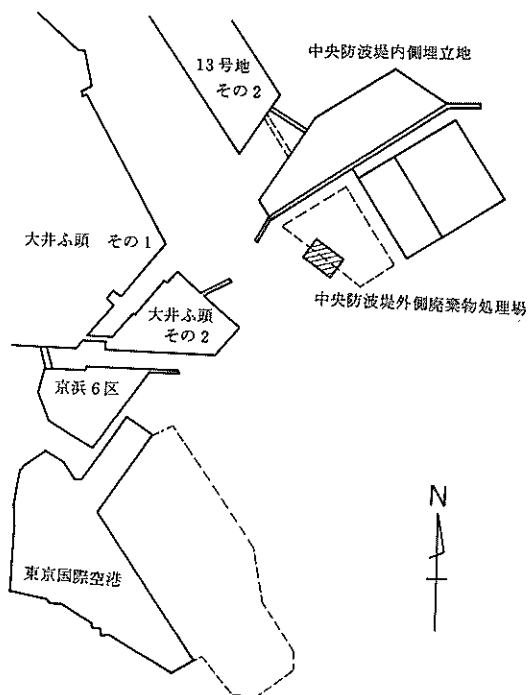 13号地
その2
中央防波堤内側埋立地
大井ふ頭 その1
中央防波堤外側廃棄物処理場
大井ふ頭
その2
京浜6区
N
東京国際空港